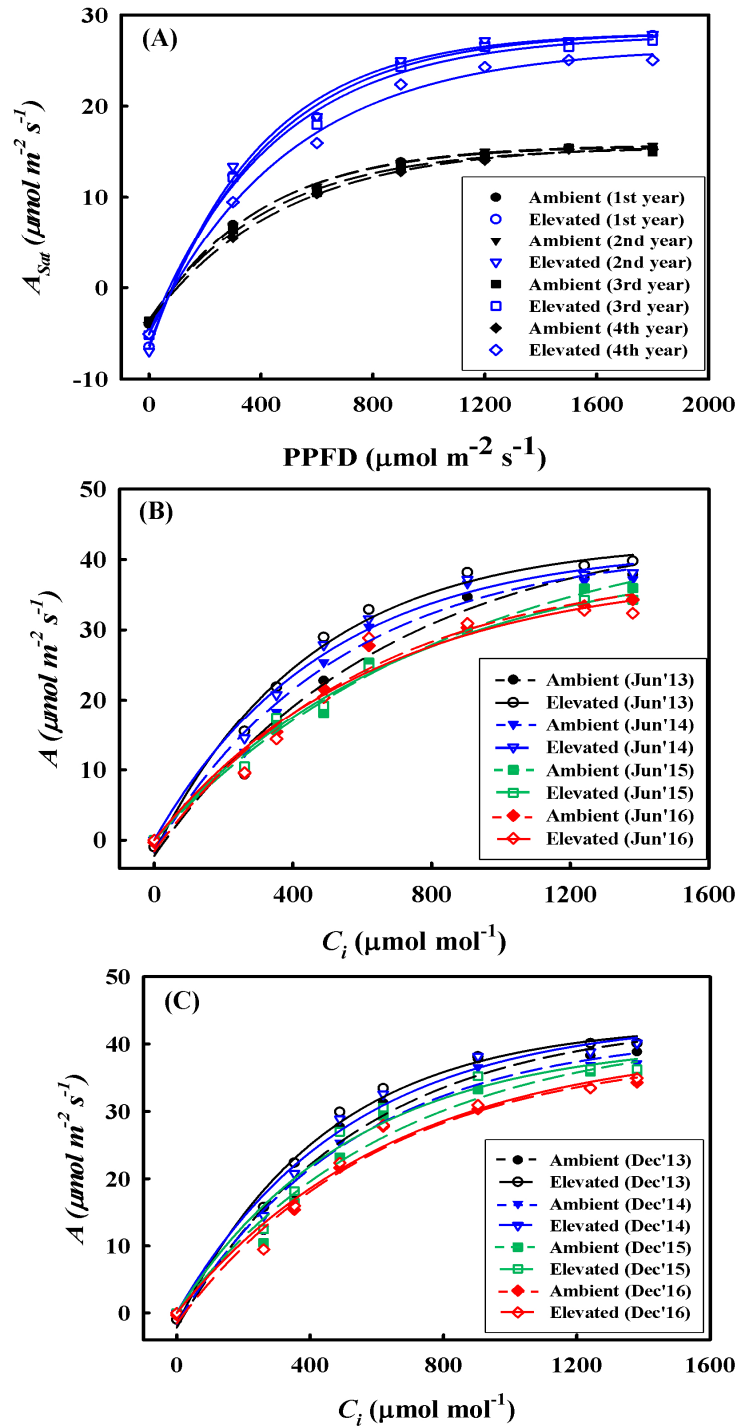 (A)
30
20
10
0
-10
A_Sat (μmol m⁻² s⁻¹)
Ambient (1st year)
Elevated (1st year)
Ambient (2nd year)
Elevated (2nd year)
Ambient (3rd year)
Elevated (3rd year)
Ambient (4th year)
Elevated (4th year)
0 400 800 1200 1600 2000
PPFD (μmol m⁻² s⁻¹)
(B)
50
40
30
20
10
0
A (μmol m⁻² s⁻¹)
Ambient (Jun'13)
Elevated (Jun'13)
Ambient (Jun'14)
Elevated (Jun'14)
Ambient (Jun'15)
Elevated (Jun'15)
Ambient (Jun'16)
Elevated (Jun'16)
0 400 800 1200 1600
C_i (μmol mol⁻¹)
(C)
50
40
30
20
10
0
A (μmol m⁻² s⁻¹)
Ambient (Dec'13)
Elevated (Dec'13)
Ambient (Dec'14)
Elevated (Dec'14)
Ambient (Dec'15)
Elevated (Dec'15)
Ambient (Dec'16)
Elevated (Dec'16)
0 400 800 1200 1600
C_i (μmol mol⁻¹)